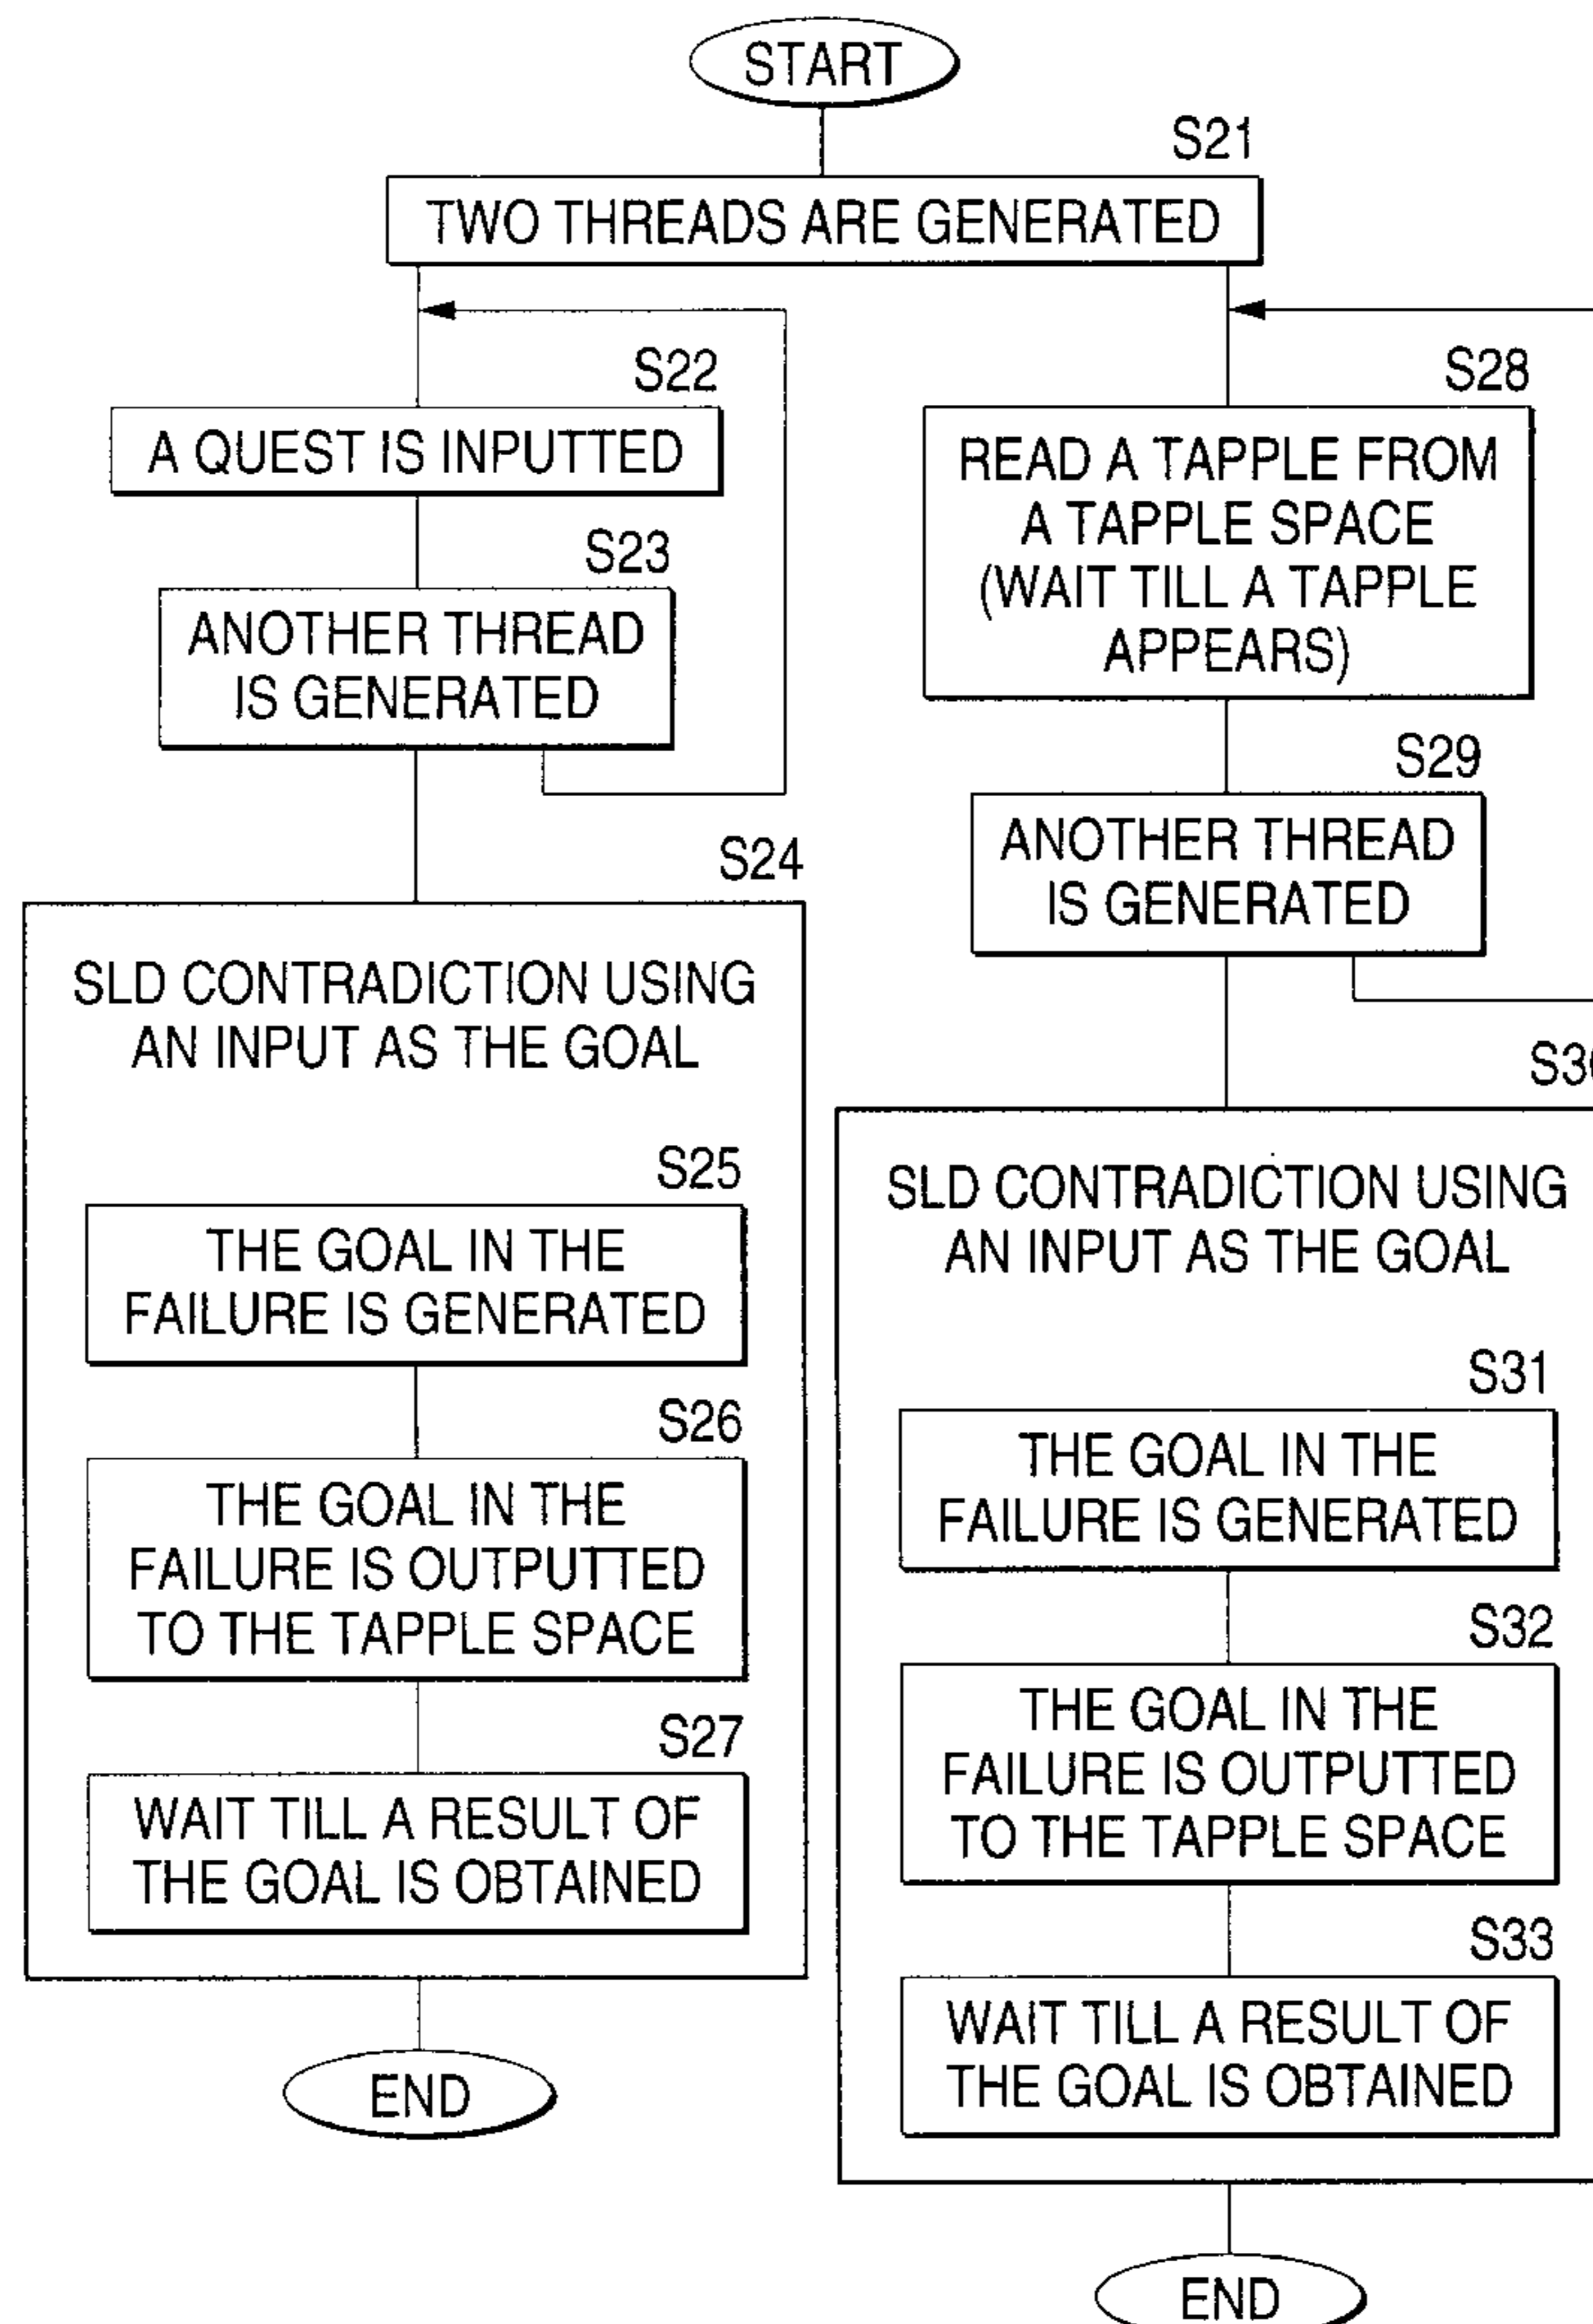 START
S21
TWO THREADS ARE GENERATED
S22
A QUEST IS INPUTTED
S23
ANOTHER THREAD
IS GENERATED
S24
SLD CONTRADICTION USING
AN INPUT AS THE GOAL
S25
THE GOAL IN THE
FAILURE IS GENERATED
S26
THE GOAL IN THE
FAILURE IS OUTPUTTED
TO THE TAPPLE SPACE
S27
WAIT TILL A RESULT OF
THE GOAL IS OBTAINED
END
S28
READ A TAPPLE FROM
A TAPPLE SPACE
(WAIT TILL A TAPPLE
APPEARS)
S29
ANOTHER THREAD
IS GENERATED
S30
SLD CONTRADICTION USING
AN INPUT AS THE GOAL
S31
THE GOAL IN THE
FAILURE IS GENERATED
S32
THE GOAL IN THE
FAILURE IS OUTPUTTED
TO THE TAPPLE SPACE
S33
WAIT TILL A RESULT OF
THE GOAL IS OBTAINED
END